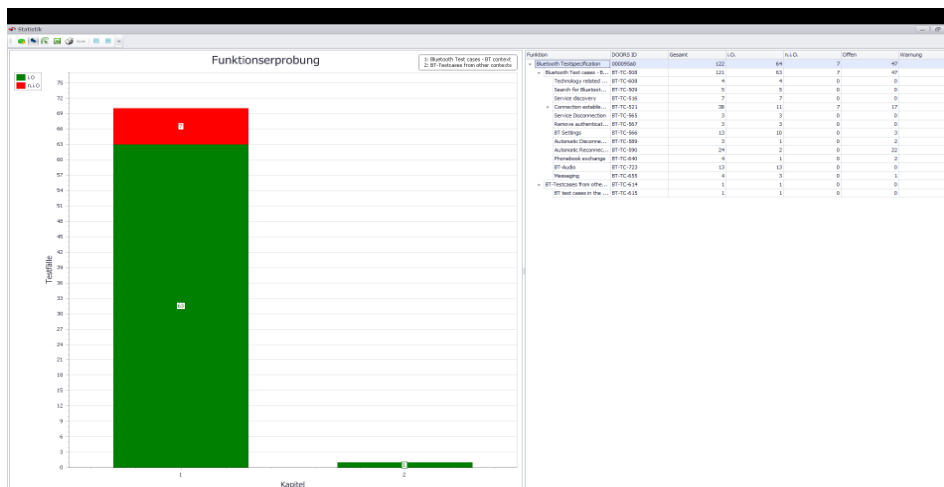 Statistik
Funktionserprobung
1: Bluetooth Test cases - BT context
2: BT-Testcases from other contexts
i.O
n.i.O
76
72
69
66
63
60
57
54
51
48
45
42
39
36
33
30
27
24
21
18
15
12
9
6
3
0
7
63
1
Testfälle
1 2
Kapitel
Funktion DOORS ID Gesamt i.O. n.i.O. Offen Warnung
Bluetooth Testspecification 00009560 122 64 7 47
Bluetooth Test cases - B... BT-TC-508 121 63 7 47
Technology related ... BT-TC-608 4 4 0 0
Search for Bluetoot... BT-TC-509 5 5 0 0
Service discovery BT-TC-516 7 7 0 0
Connection estable... BT-TC-521 38 11 7 17
Service Disconnection BT-TC-565 3 3 0 0
Remove authenticat... BT-TC-567 3 3 0 0
BT Settings BT-TC-566 13 10 0 3
Automatic Disconne... BT-TC-589 3 1 0 2
Automatic Reconnec... BT-TC-590 24 2 0 22
Phonebook exchange BT-TC-640 4 1 0 2
BT-Audio BT-TC-723 13 13 0 0
Messaging BT-TC-655 4 3 0 1
BT-Testcases from othe... BT-TC-614 1 1 0 0
BT test cases in the ... BT-TC-615 1 1 0 0